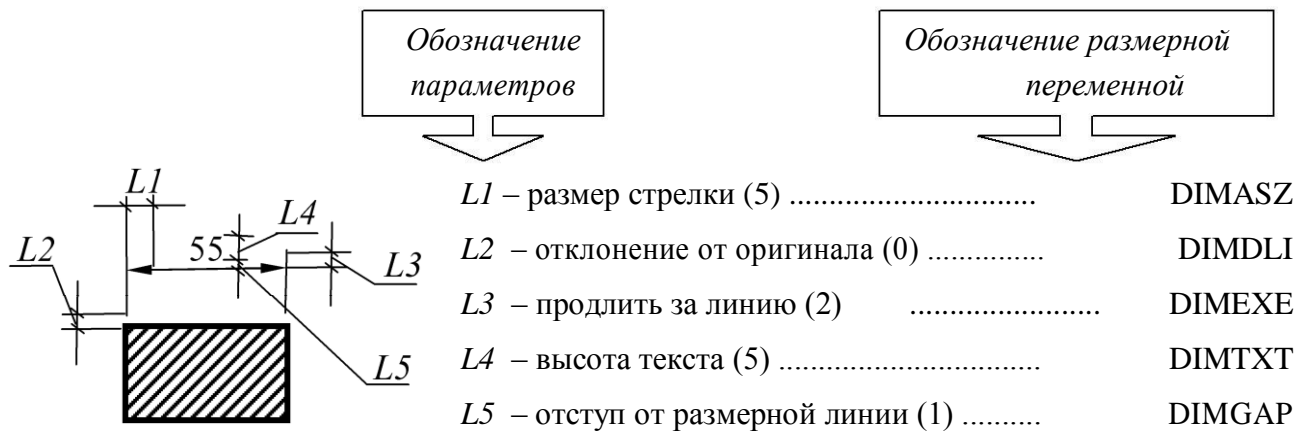 Обозначение
параметров
Обозначение размерной
переменной
L1
L4
55
L2
L3
L5
L1 – размер стрелки (5) ............................ DIMASZ
L2 – отклонение от оригинала (0) ............... DIMDLI
L3 – продлить за линию (2) ........................ DIMEXE
L4 – высота текста (5) .................................. DIMTXT
L5 – отступ от размерной линии (1) .......... DIMGAP